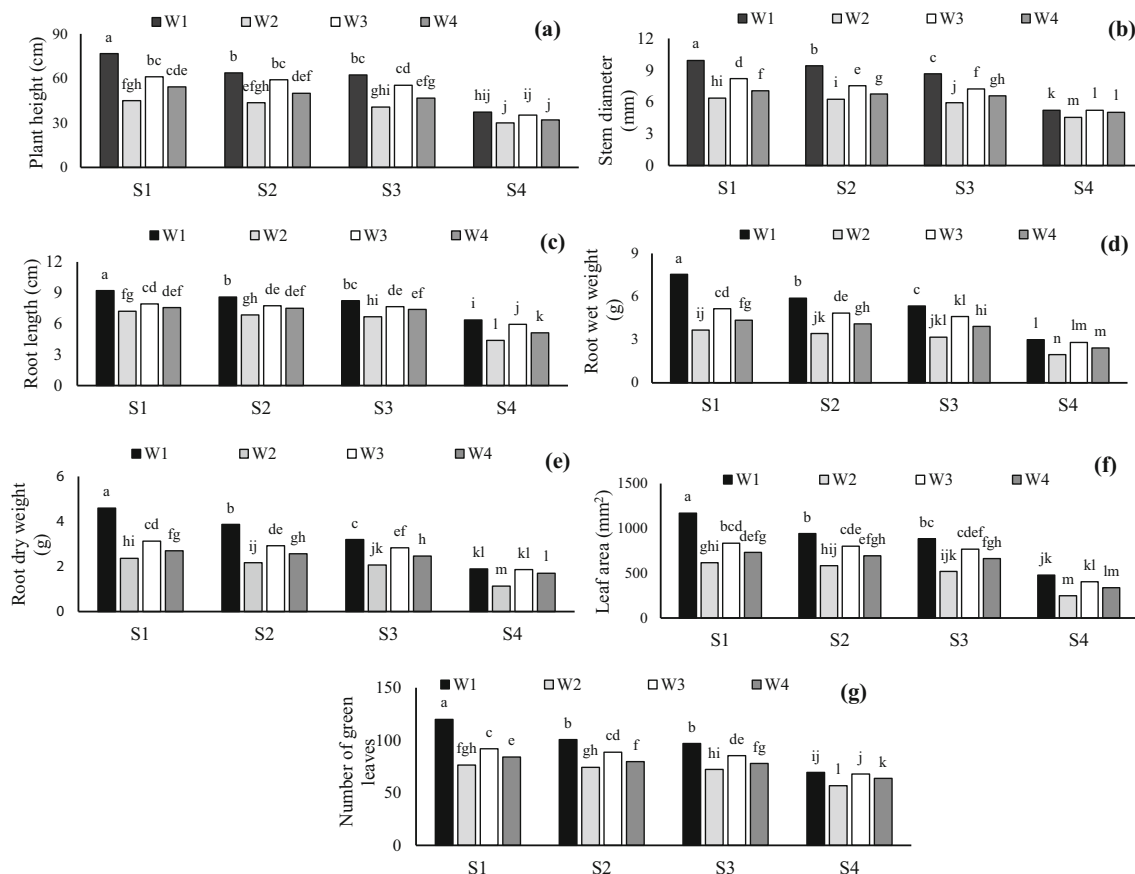 W1 W2 W3 W4
(a)
Plant height (cm)
90
60
30
0
a fgh bc cde
b efgh bc def
b ghi cd efg
hij j ij j
S1 S2 S3 S4
W1 W2 W3 W4
(b)
Stem diameter
(mm)
12
9
6
3
0
a hi d f
b i e g
c j f gh
k m l l
S1 S2 S3 S4
W1 W2 W3 W4
(c)
Root length (cm)
12
9
6
3
0
a fg cd def
b gh de def
bc hi de ef
i l j k
S1 S2 S3 S4
W1 W2 W3 W4
(d)
Root wet weight
(g)
9
6
3
0
a ij cd fg
b jk de gh
c jkl kl hi
l n lm m
S1 S2 S3 S4
W1 W2 W3 W4
(e)
Root dry weight
(g)
6
4
2
0
a hi cd fg
b ij de gh
c jk ef h
kl m kl l
S1 S2 S3 S4
W1 W2 W3 W4
(f)
Leaf area (mm²)
1500
1000
500
0
a ghi bcd defg
b hij cde efgh
bc ijk cdef fgh
jk m kl lm
S1 S2 S3 S4
W1 W2 W3 W4
(g)
Number of green
leaves
150
100
50
0
a fgh c e
b gh cd f
b hi de fg
ij l j k
S1 S2 S3 S4